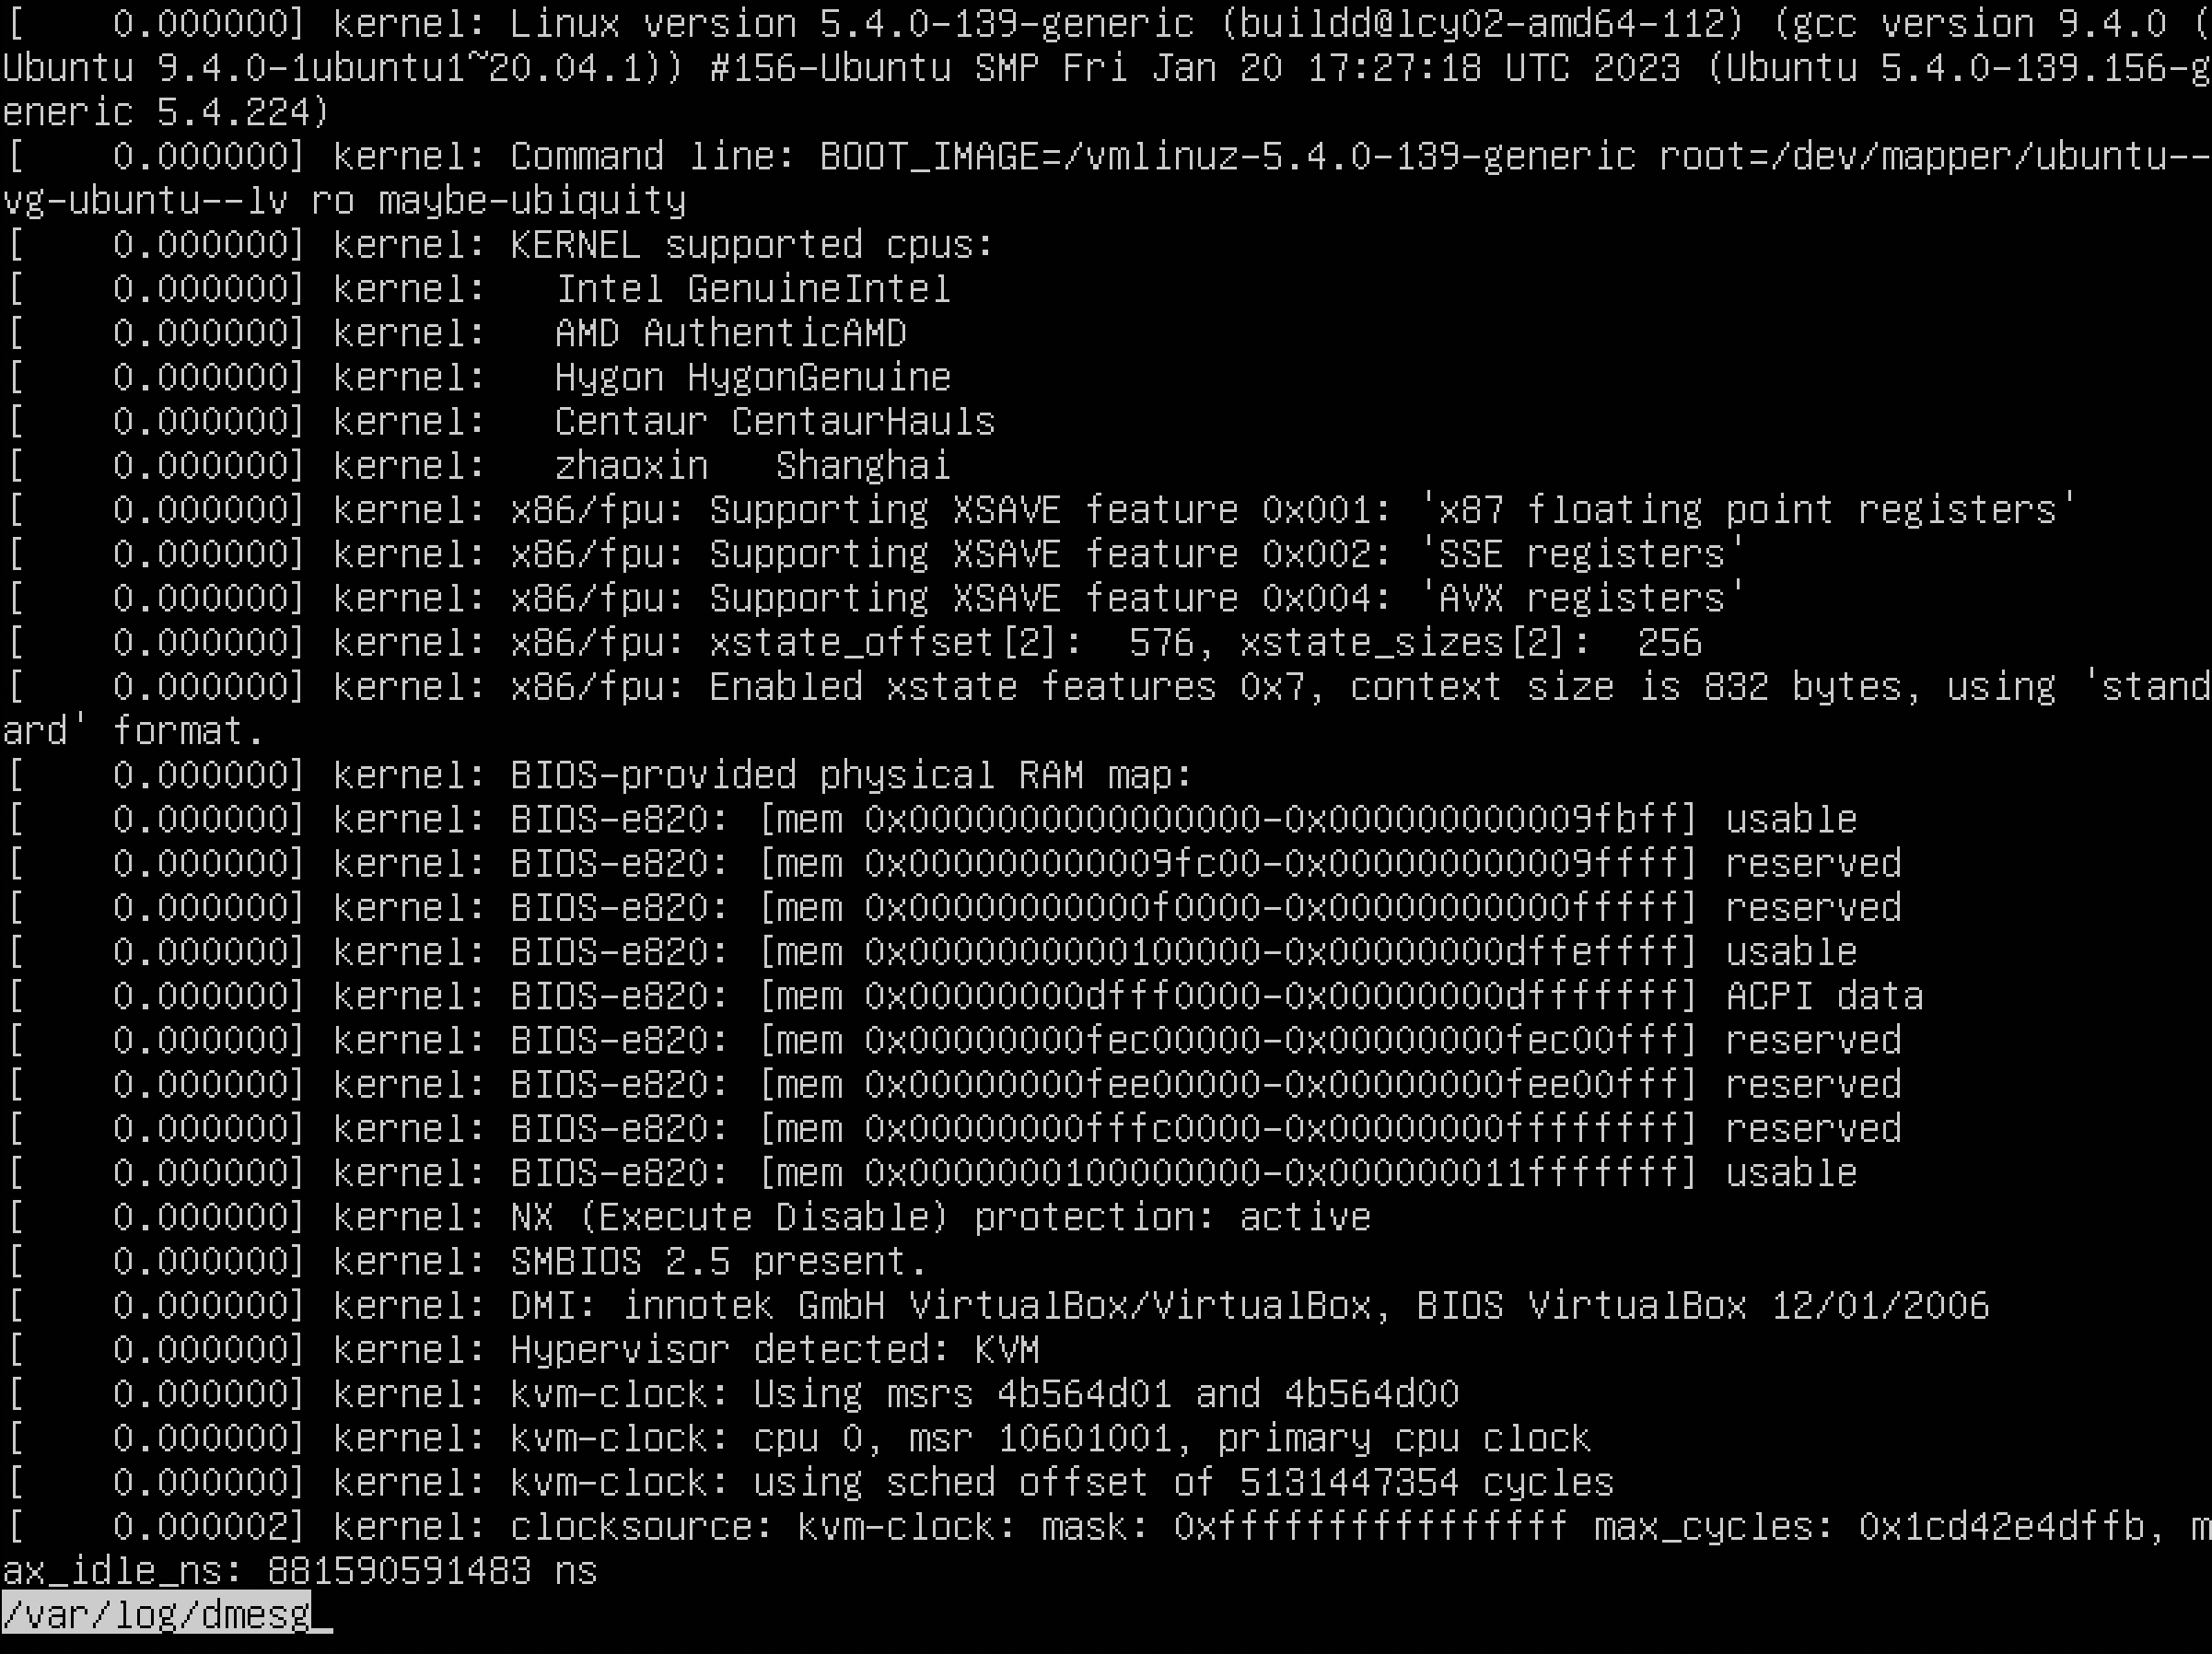 [    0.000000] kernel: Linux version 5.4.0-139-generic (buildd@lcy02-amd64-112) (gcc version 9.4.0 (
Ubuntu 9.4.0-1ubuntu1~20.04.1)) #156-Ubuntu SMP Fri Jan 20 17:27:18 UTC 2023 (Ubuntu 5.4.0-139.156-g
eneric 5.4.224)
[    0.000000] kernel: Command line: BOOT_IMAGE=/vmlinuz-5.4.0-139-generic root=/dev/mapper/ubuntu--
vg-ubuntu--lv ro maybe-ubiquity
[    0.000000] kernel: KERNEL supported cpus:
[    0.000000] kernel:   Intel GenuineIntel
[    0.000000] kernel:   AMD AuthenticAMD
[    0.000000] kernel:   Hygon HygonGenuine
[    0.000000] kernel:   Centaur CentaurHauls
[    0.000000] kernel:   zhaoxin   Shanghai
[    0.000000] kernel: x86/fpu: Supporting XSAVE feature 0x001: 'x87 floating point registers'
[    0.000000] kernel: x86/fpu: Supporting XSAVE feature 0x002: 'SSE registers'
[    0.000000] kernel: x86/fpu: Supporting XSAVE feature 0x004: 'AVX registers'
[    0.000000] kernel: x86/fpu: xstate_offset[2]:  576, xstate_sizes[2]:  256
[    0.000000] kernel: x86/fpu: Enabled xstate features 0x7, context size is 832 bytes, using 'stand
ard' format.
[    0.000000] kernel: BIOS-provided physical RAM map:
[    0.000000] kernel: BIOS-e820: [mem 0x0000000000000000-0x000000000009fbff] usable
[    0.000000] kernel: BIOS-e820: [mem 0x000000000009fc00-0x000000000009ffff] reserved
[    0.000000] kernel: BIOS-e820: [mem 0x00000000000f0000-0x00000000000fffff] reserved
[    0.000000] kernel: BIOS-e820: [mem 0x0000000000100000-0x00000000dffeffff] usable
[    0.000000] kernel: BIOS-e820: [mem 0x00000000dfff0000-0x00000000dfffffff] ACPI data
[    0.000000] kernel: BIOS-e820: [mem 0x00000000fec00000-0x00000000fec00fff] reserved
[    0.000000] kernel: BIOS-e820: [mem 0x00000000fee00000-0x00000000fee00fff] reserved
[    0.000000] kernel: BIOS-e820: [mem 0x00000000fffc0000-0x00000000ffffffff] reserved
[    0.000000] kernel: BIOS-e820: [mem 0x0000000100000000-0x000000011fffffff] usable
[    0.000000] kernel: NX (Execute Disable) protection: active
[    0.000000] kernel: SMBIOS 2.5 present.
[    0.000000] kernel: DMI: innotek GmbH VirtualBox/VirtualBox, BIOS VirtualBox 12/01/2006
[    0.000000] kernel: Hypervisor detected: KVM
[    0.000000] kernel: kvm-clock: Using msrs 4b564d01 and 4b564d00
[    0.000000] kernel: kvm-clock: cpu 0, msr 10601001, primary cpu clock
[    0.000000] kernel: kvm-clock: using sched offset of 5131447354 cycles
[    0.000002] kernel: clocksource: kvm-clock: mask: 0xffffffffffffffff max_cycles: 0x1cd42e4dffb, m
ax_idle_ns: 881590591483 ns
/var/log/dmesg